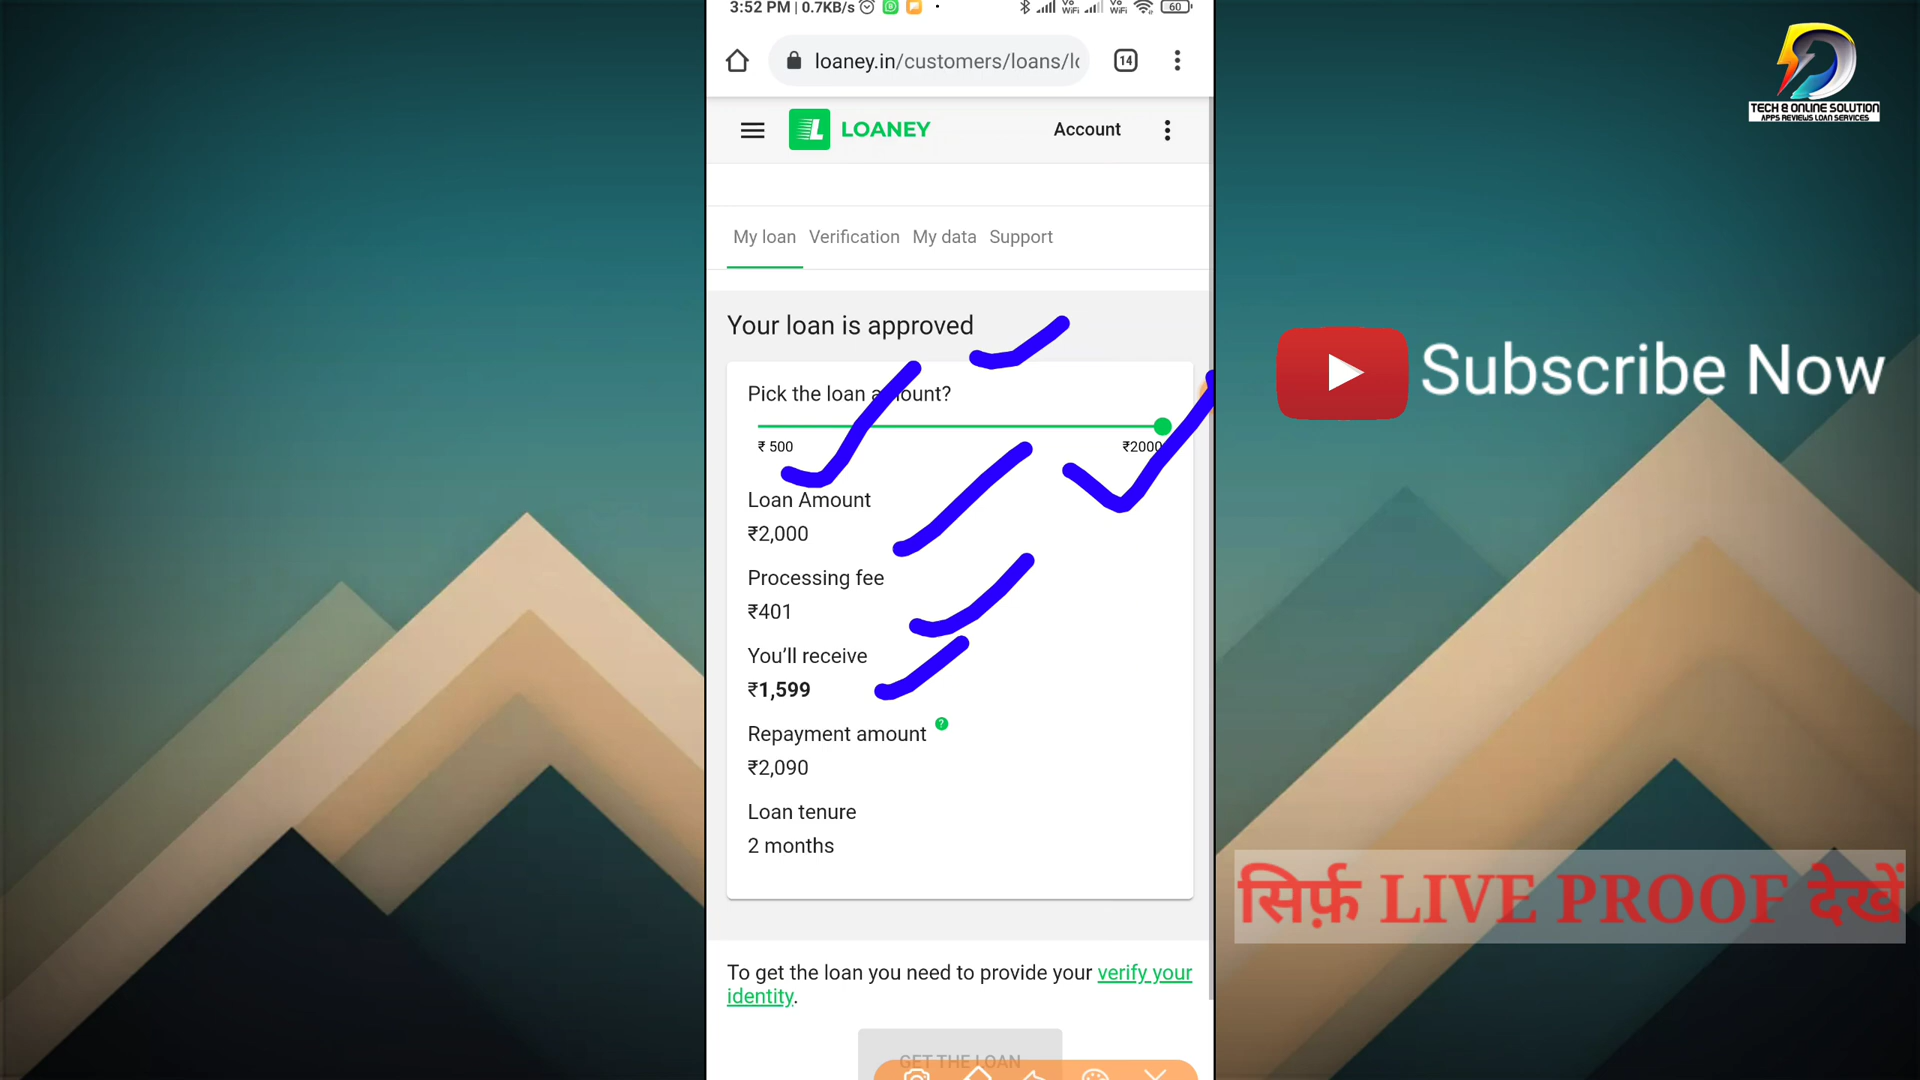 3:52 PM | 0.7KB/s
60
loaney.in/customers/loans/lo
14
LOANEY
Account
My loan Verification My data Support
Your loan is approved
Pick the loan amount?
₹ 500
₹2000
Loan Amount
₹2,000
Processing fee
₹401
You'll receive
₹1,599
Repayment amount ?
₹2,090
Loan tenure
2 months
To get the loan you need to provide your verify your
identity.
GET THE LOAN
TECH & ONLINE SOLUTION
APPS REVIEWS LOAN SERVICES
Subscribe Now
सिर्फ़ LIVE PROOF देखें